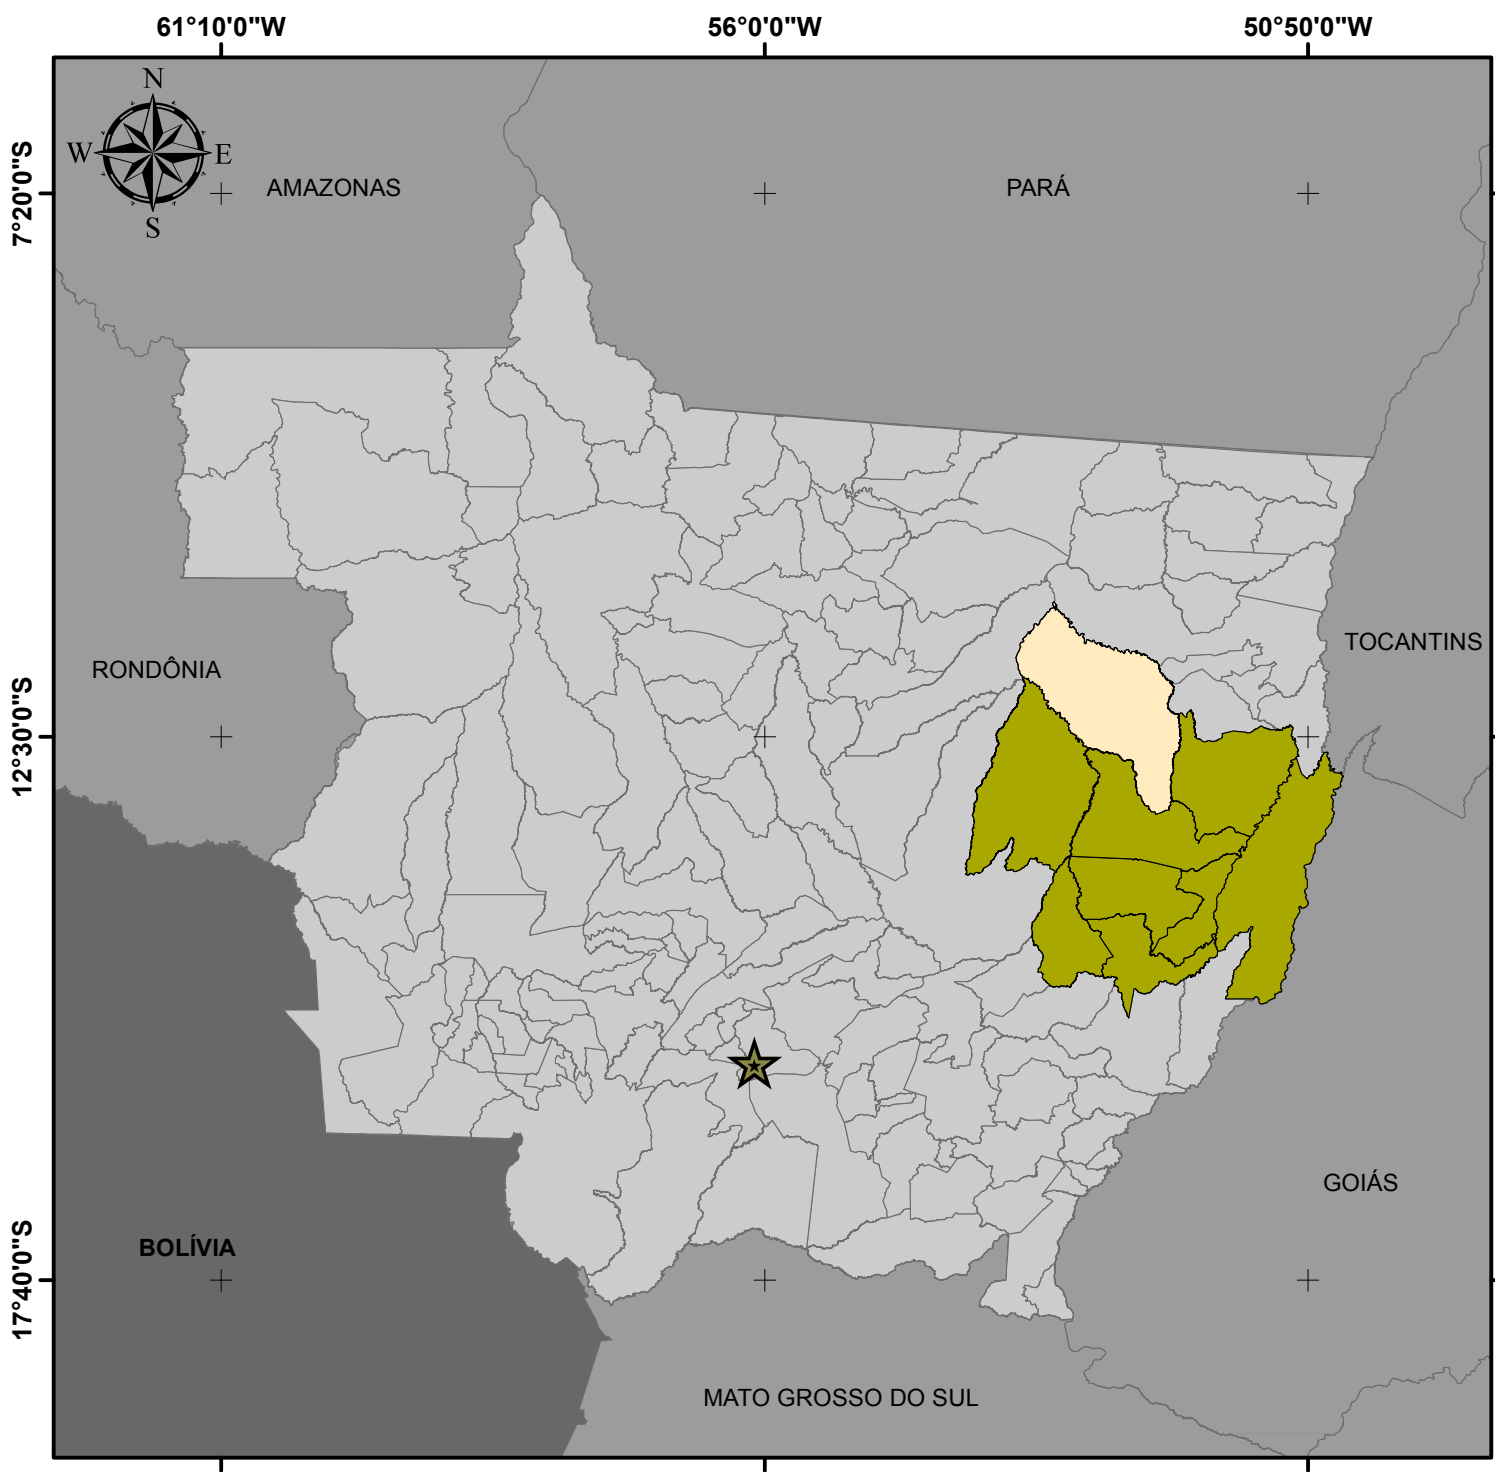 61°10'0"W 56°0'0"W 50°50'0"W
N
W E
S
7°20'0"S
AMAZONAS
PARÁ
TOCANTINS
RONDÔNIA
12°30'0"S
GOIÁS
BOLÍVIA
17°40'0"S
MATO GROSSO DO SUL